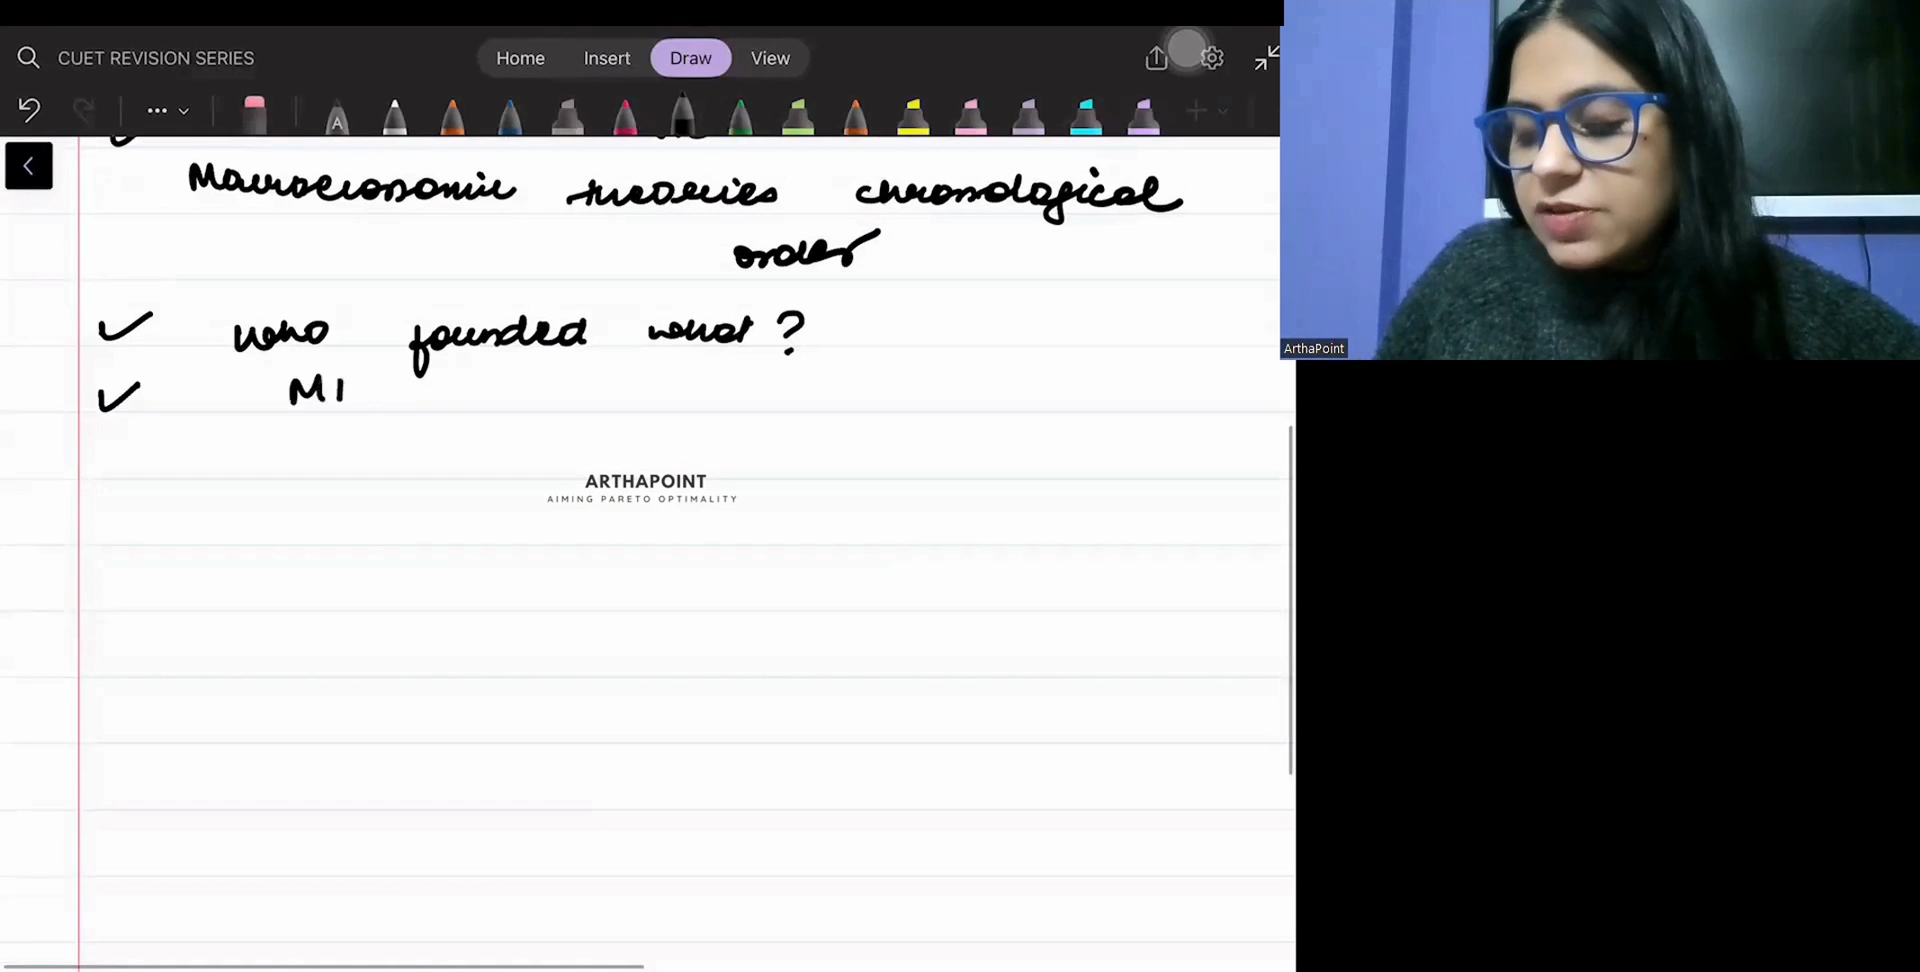 CUET REVISION SERIES
Home Insert Draw View
A
Macroeconomic theories chronological
order
who founded what?
M1
ArthaPoint
ARTHAPOINT
AIMING PARETO OPTIMALITY